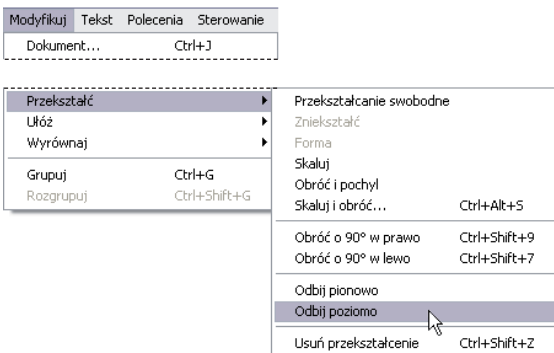 Modyfikuj Tekst Polecenia Sterowanie
Dokument... Ctrl+J
Przekształć
Ułóż
Wyrównaj
Grupuj Ctrl+G
Rozgrupuj Ctrl+Shift+G
Przekształcanie swobodne
Zniekształć
Forma
Skaluj
Obróć i pochyl
Skaluj i obróć... Ctrl+Alt+S
Obróć o 90° w prawo Ctrl+Shift+9
Obróć o 90° w lewo Ctrl+Shift+7
Odbij pionowo
Odbij poziomo
Usuń przekształcenie Ctrl+Shift+Z